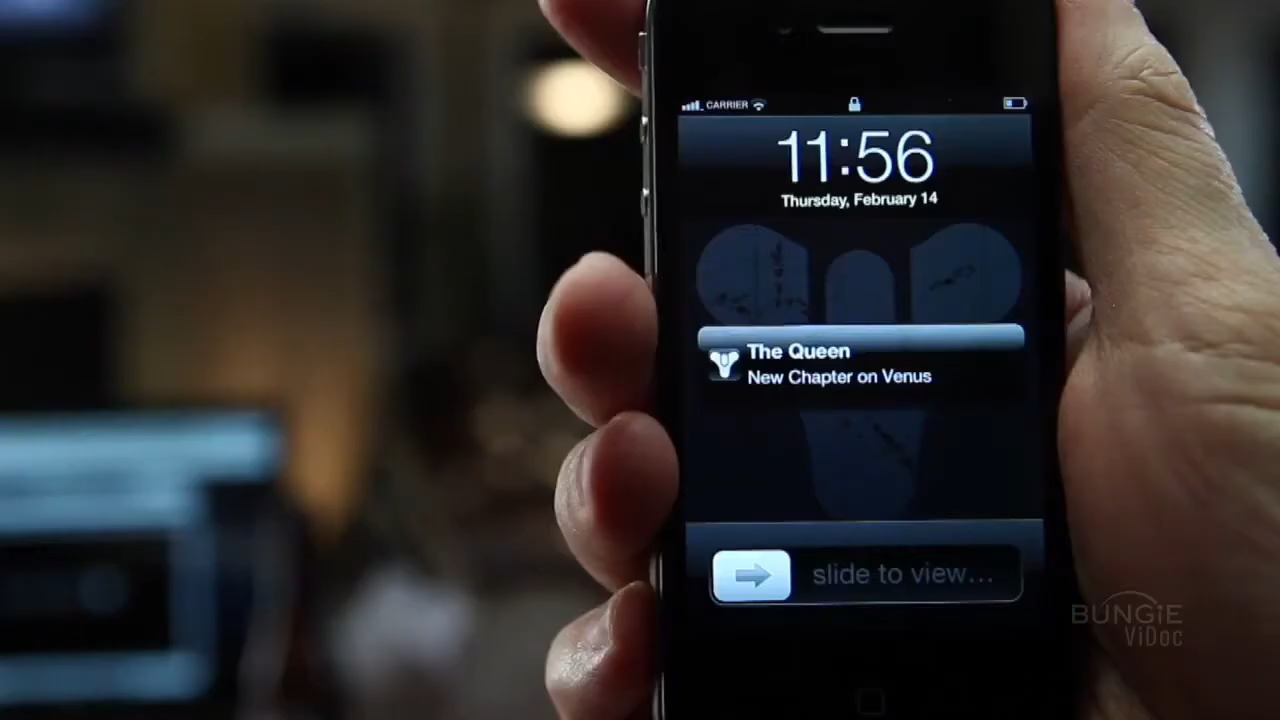 CARRIER
11:56
Thursday, February 14
The Queen
New Chapter on Venus
slide to view...
BUNGiE
ViDoc